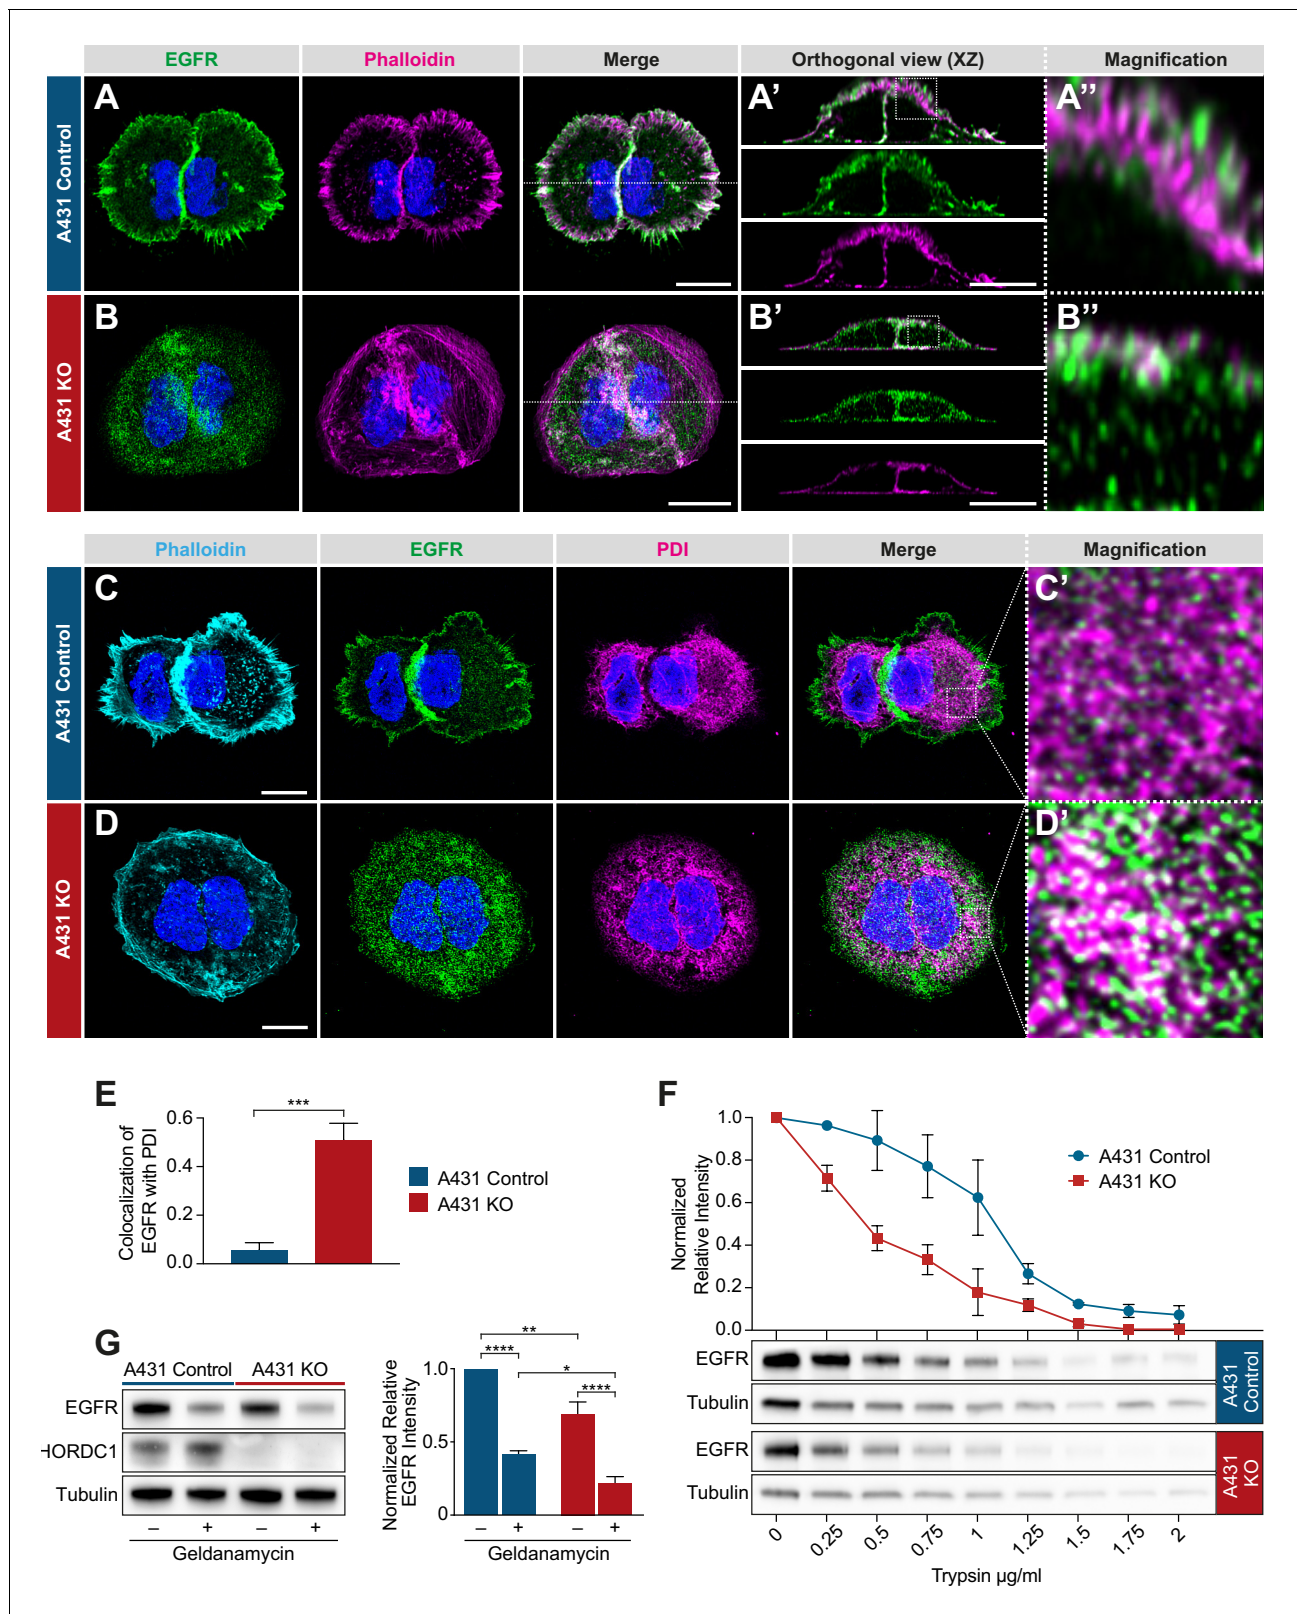 EGFR Phalloidin Merge Orthogonal view (XZ) Magnification
A431 Control
A A' A''
A431 KO
B B' B''
Phalloidin EGFR PDI Merge Magnification
A431 Control
C C'
A431 KO
D D'
E
Colocalization of
EGFR with PDI
0.6
0.4
0.2
0.0
***
A431 Control
A431 KO
F
Normalized
Relative Intensity
1.0
0.8
0.6
0.4
0.2
0.0
A431 Control
A431 KO
EGFR
Tubulin
A431
Control
EGFR
Tubulin
A431
KO
0 0.25 0.5 0.75 1 1.25 1.5 1.75 2
Trypsin µg/ml
G
A431 Control A431 KO
EGFR
HORDC1
Tubulin
– + – +
Geldanamycin
Normalized Relative
EGFR Intensity
1.0
0.5
0
**
****
*
****
– + – +
Geldanamycin